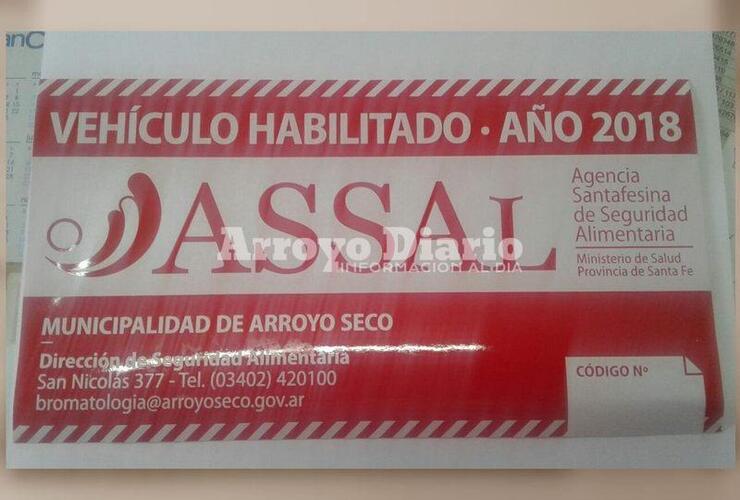 VEHÍCULO HABILITADO · AÑO 2018
ASSAL
Agencia
Santafesina
de Seguridad
Alimentaria
Ministerio de Salud
Provincia de Santa Fe
Arroyo Diario
INFORMACIÓN AL DIA
MUNICIPALIDAD DE ARROYO SECO
Dirección de Seguridad Alimentaria
San Nicolás 377 - Tel. (03402) 420100
bromatologia@arroyoseco.gov.ar
CÓDIGO Nº